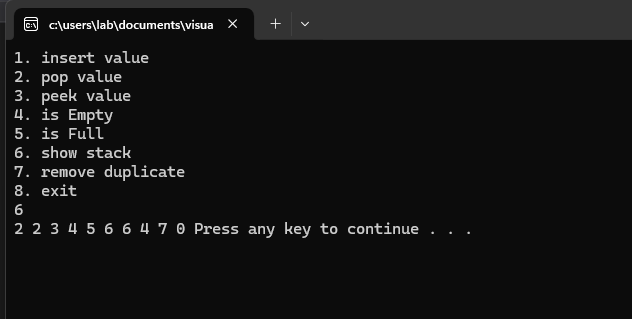 c:\users\lab\documents\visua
1. insert value
2. pop value
3. peek value
4. is Empty
5. is Full
6. show stack
7. remove duplicate
8. exit
6
2 2 3 4 5 6 6 4 7 0 Press any key to continue . . .